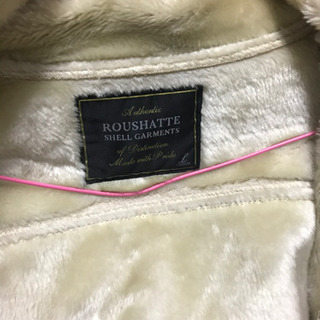 Authentic
ROUSHATTE
SHELL GARMENTS
of Distinction
Made with Pride
L